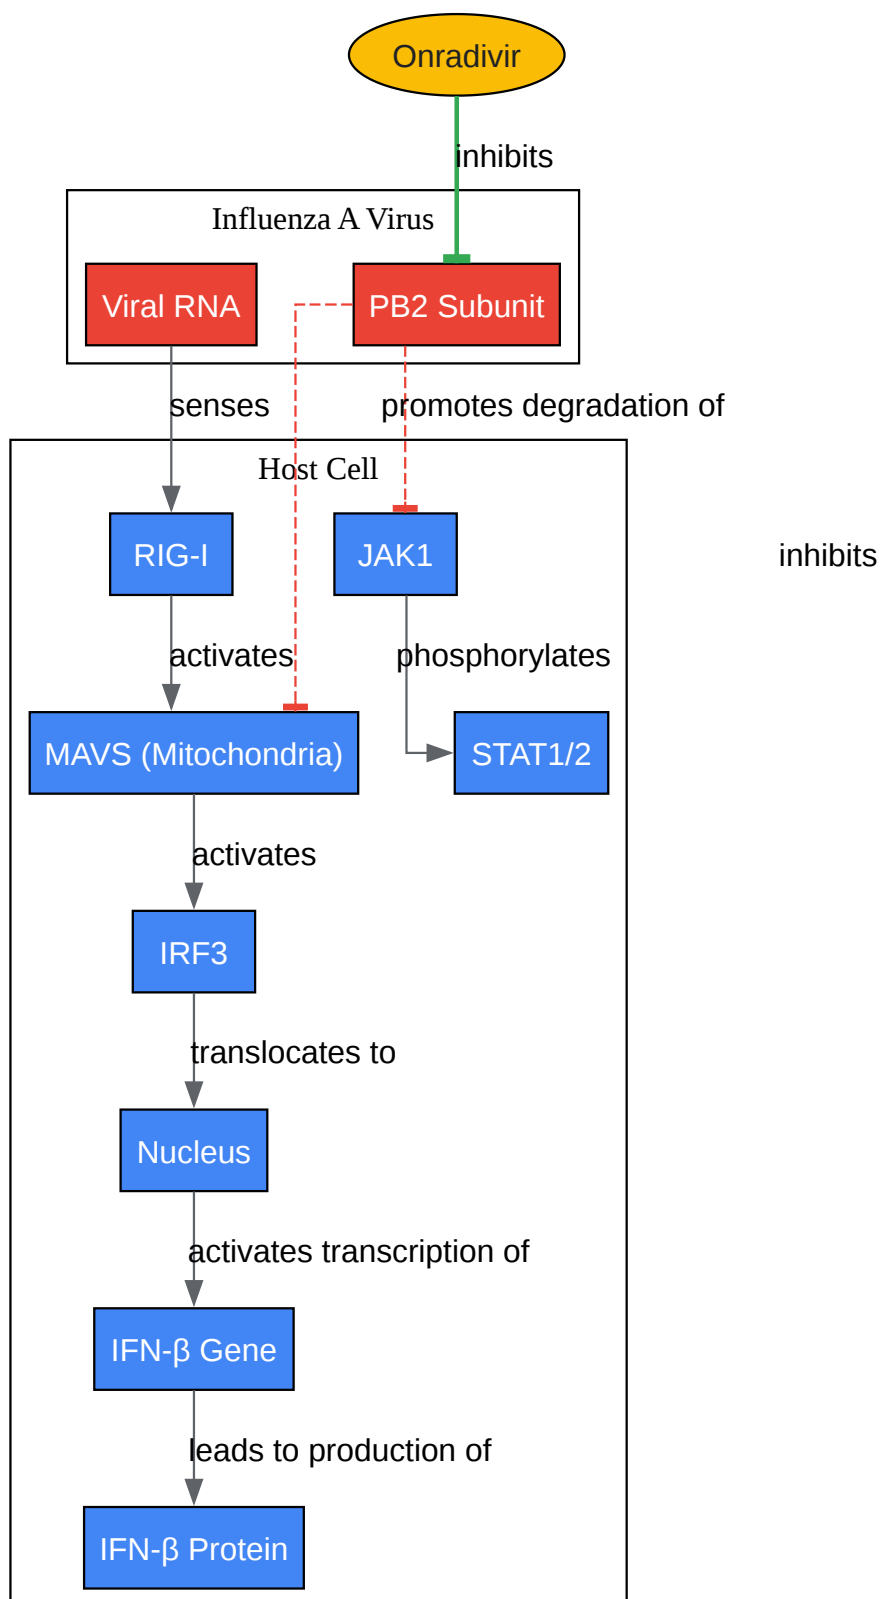 Onradivir
inhibits
Influenza A Virus
Viral RNA
PB2 Subunit
senses
promotes degradation of
Host Cell
RIG-I
JAK1
inhibits
activates
phosphorylates
MAVS (Mitochondria)
STAT1/2
activates
IRF3
translocates to
Nucleus
activates transcription of
IFN-β Gene
leads to production of
IFN-β Protein